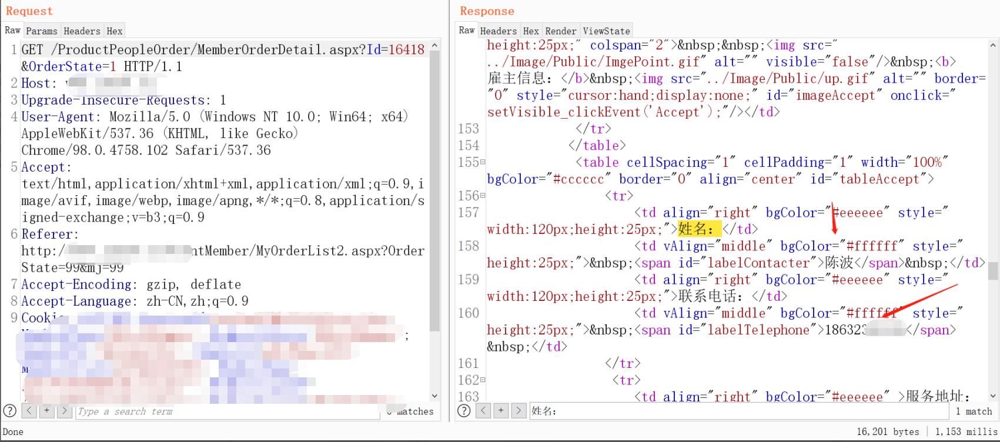 Request
Raw Params Headers Hex
1 GET /ProductPeopleOrder/MemberOrderDetail.aspx?Id=16418
&OrderState=1 HTTP/1.1
2 Host:
3 Upgrade-Insecure-Requests: 1
4 User-Agent: Mozilla/5.0 (Windows NT 10.0; Win64; x64)
AppleWebKit/537.36 (KHTML, like Gecko)
Chrome/98.0.4758.102 Safari/537.36
5 Accept:
text/html,application/xhtml+xml,application/xml;q=0.9,i
mage/avif,image/webp,image/apng,*/*;q=0.8,application/s
igned-exchange;v=b3;q=0.9
6 Referer:
http:/ ntMember/MyOrderList2.aspx?Order
State=99&mj=99
7 Accept-Encoding: gzip, deflate
8 Accept-Language: zh-CN,zh;q=0.9
9 Cooki
;
? < + > Type a search term matches
Response
Raw Headers Hex Render ViewState
height:25px;" colspan="2">&nbsp;&nbsp;<img src="
../Image/Public/ImgePoint.gif" alt="" visible="false"/>&nbsp;<b>
雇主信息：</b>&nbsp;<img src="../Image/Public/up.gif" alt="" border=
"0" style="cursor:hand;display:none;" id="imageAccept" onclick="
setVisible_clickEvent('Accept');"/></td>
153 </tr>
154 </table>
155 <table cellSpacing="1" cellPadding="1" width="100%"
bgColor="#cccccc" border="0" align="center" id="tableAccept">
156 <tr>
157 <td align="right" bgColor="#eeeeee" style="
width:120px;height:25px;">姓名：</td>
158 <td vAlign="middle" bgColor="#ffffff" style="
height:25px;">&nbsp;<span id="labelContacter">陈波</span>&nbsp;</td>
159 <td align="right" bgColor="#eeeeee" style="
width:120px;height:25px;">联系电话：</td>
160 <td vAlign="middle" bgColor="#ffffff" style="
height:25px;">&nbsp;<span id="labelTelephone">186323</span>
&nbsp;</td>
161 </tr>
162 <tr>
163 <td align="right" bgColor="#eeeeee" >服务地址：
? < + > 姓名： 1 match
Done 16,201 bytes | 1,153 millis